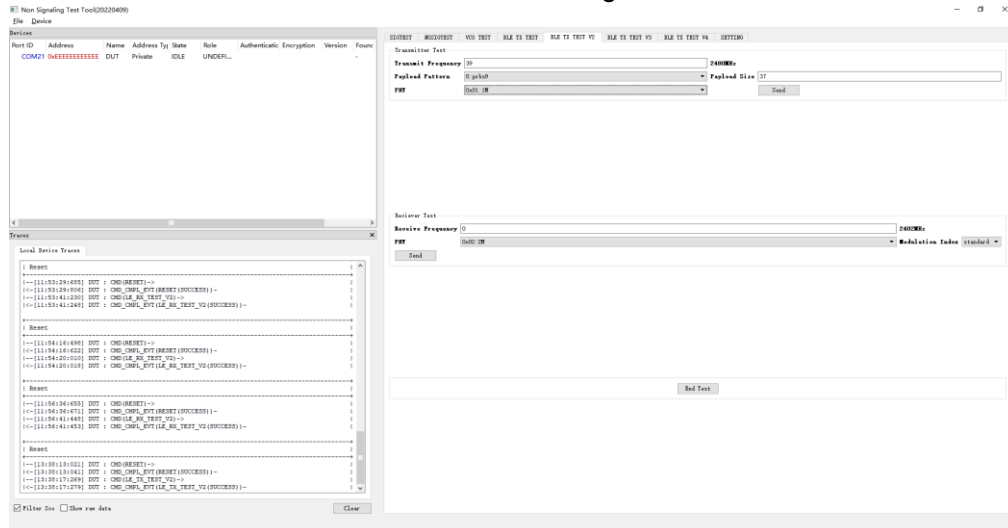 Non Signaling Test Tool(20220409)
File Device
Devices
Port ID Address Name Address Typ State Role Authenticatic Encryption Version Founc
COM21 0xEEEEEEEEEEEE DUT Private IDLE UNDEFI... -
Traces
Local Device Traces
| Reset |
|--[11:53:29:685] DUT : CMD(RESET)->
|<-[11:53:29:806] DUT : CMD_CMPL_EVT(RESET(SUCCESS))-
|--[11:53:41:230] DUT : CMD(LE_RX_TEST_V2)->
|<-[11:53:41:246] DUT : CMD_CMPL_EVT(LE_RX_TEST_V2(SUCCESS))-
| Reset |
|--[11:54:16:498] DUT : CMD(RESET)->
|<-[11:54:16:622] DUT : CMD_CMPL_EVT(RESET(SUCCESS))-
|--[11:54:20:010] DUT : CMD(LE_RX_TEST_V2)->
|<-[11:54:20:018] DUT : CMD_CMPL_EVT(LE_RX_TEST_V2(SUCCESS))-
| Reset |
|--[11:56:36:655] DUT : CMD(RESET)->
|<-[11:56:36:671] DUT : CMD_CMPL_EVT(RESET(SUCCESS))-
|--[11:56:41:448] DUT : CMD(LE_RX_TEST_V2)->
|<-[11:56:41:453] DUT : CMD_CMPL_EVT(LE_RX_TEST_V2(SUCCESS))-
| Reset |
|--[13:38:13:021] DUT : CMD(RESET)->
|<-[13:38:13:041] DUT : CMD_CMPL_EVT(RESET(SUCCESS))-
|--[13:38:17:269] DUT : CMD(LE_TX_TEST_V2)->
|<-[13:38:17:279] DUT : CMD_CMPL_EVT(LE_TX_TEST_V2(SUCCESS))-
Filter Sco Show raw data Clear
SIGTEST NOSIGTEST VCO TEST BLE TX TEST BLE TX TEST V2 BLE TX TEST V3 BLE TX TEST V4 SETTING
Transmitter Test
Transmit Frequency 39 2480MHz
Payload Pattern 0:prbs9 Payload Size 37
PHY 0x01 1M Send
Reciever Test
Receive Frequency 0 2402MHz
PHY 0x02 2M Modulation Index standard
Send
End Test